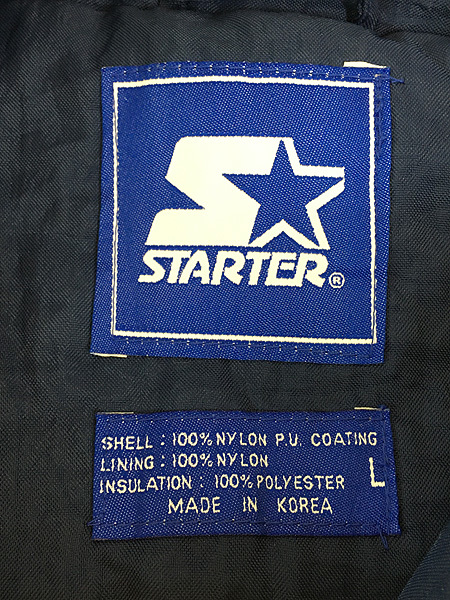 STARTER®
SHELL : 100% NYLON P.U. COATING
LINING : 100% NYLON
INSULATION : 100% POLYESTER L
MADE IN KOREA